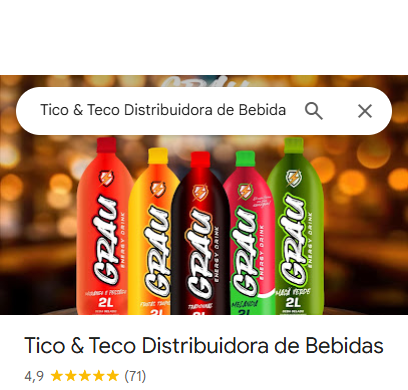 Tico & Teco Distribuidora de Bebida
GRAU
GRAU
GRAU
GRAU
GRAU
ENERGY DRINK
ENERGY DRINK
ENERGY DRINK
ENERGY DRINK
ENERGY DRINK
MELANCIA
MAÇÃ VERDE
2L
2L
2L
2L
2L
Tico & Teco Distribuidora de Bebidas
4,9 (71)